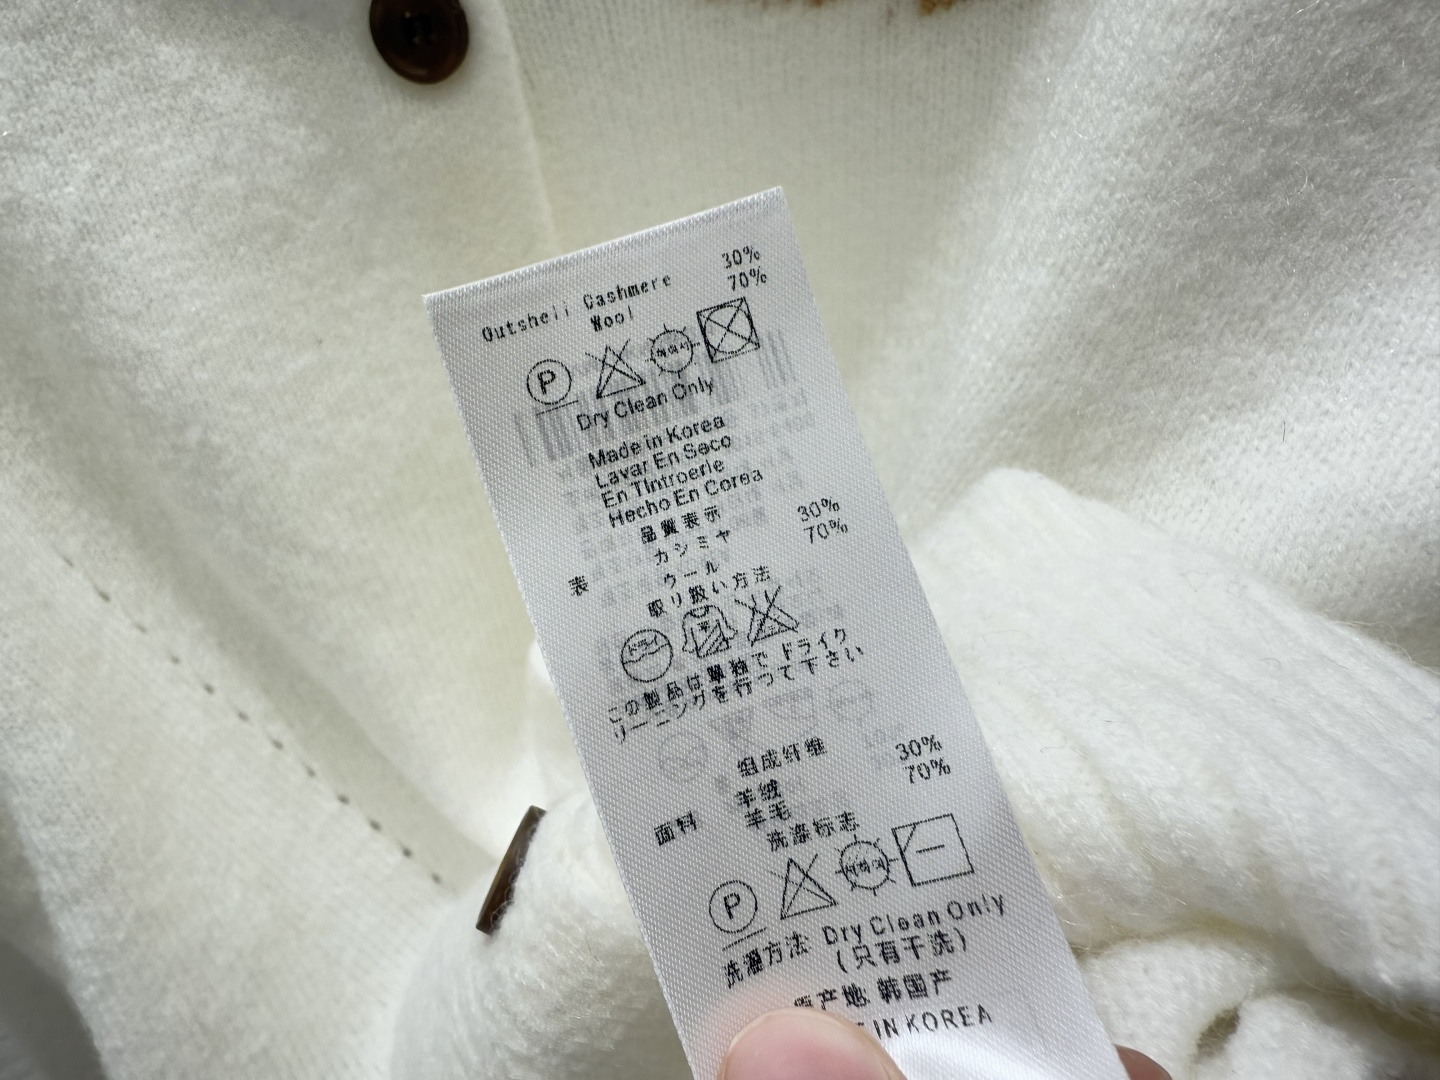 Outshell Cashmere 30%
Wool 70%
P
Dry Clean Only
Made in Korea
Lavar En Seco
En Tintroerie
Hecho En Corea
品質表示
表 カシミヤ 30%
ウール 70%
取り扱い方法
ドライ
この製品は単独で ドライク
リーニングを行って下さい
组成纤维
面料 羊绒 30%
羊毛 70%
洗涤标志
P
洗涤方法 Dry Clean Only
(只有干洗)
产地 韩国产
IN KOREA